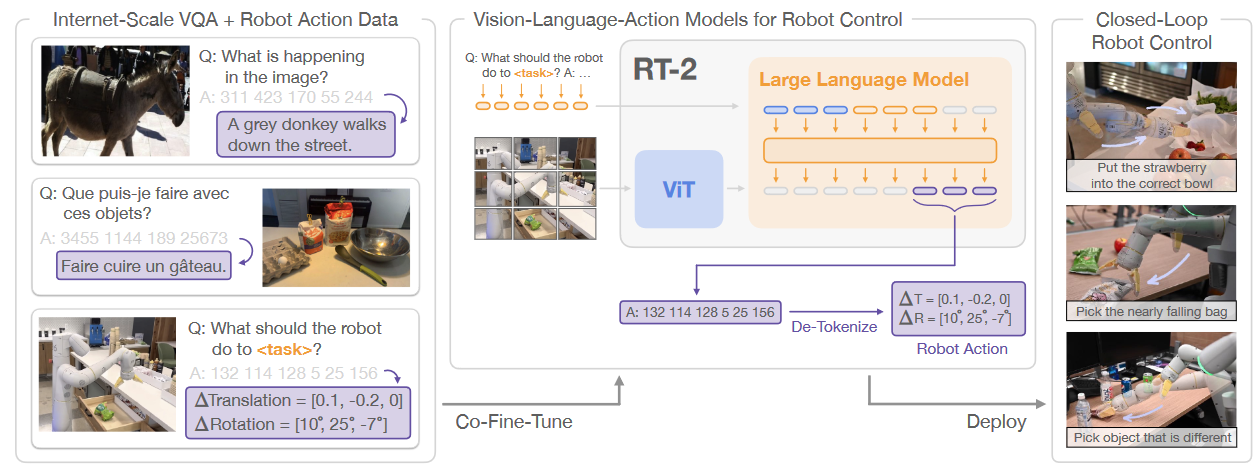 Internet-Scale VQA + Robot Action Data
Q: What is happening
in the image?
A: 311 423 170 55 244
A grey donkey walks
down the street.
Q: Que puis-je faire avec
ces objets?
A: 3455 1144 189 25673
Faire cuire un gâteau.
Q: What should the robot
do to <task>?
A: 132 114 128 5 25 156
ΔTranslation = [0.1, -0.2, 0]
ΔRotation = [10°, 25°, -7°]
Co-Fine-Tune
Vision-Language-Action Models for Robot Control
Q: What should the robot
do to <task>? A: ...
RT-2
Large Language Model
ViT
A: 132 114 128 5 25 156
De-Tokenize
ΔT = [0.1, -0.2, 0]
ΔR = [10°, 25°, -7°]
Robot Action
Deploy
Closed-Loop
Robot Control
Put the strawberry
into the correct bowl
Pick the nearly falling bag
Pick object that is different